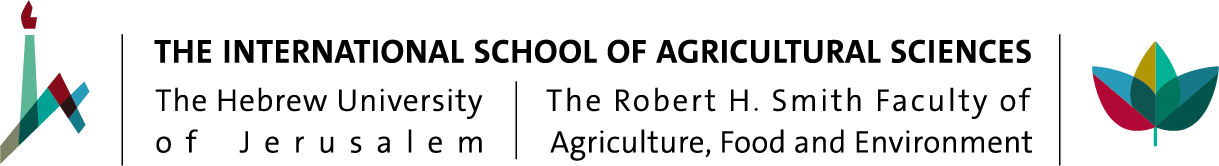 THE INTERNATIONAL SCHOOL OF AGRICULTURAL SCIENCES
The Hebrew University
of Jerusalem
The Robert H. Smith Faculty of
Agriculture, Food and Environment